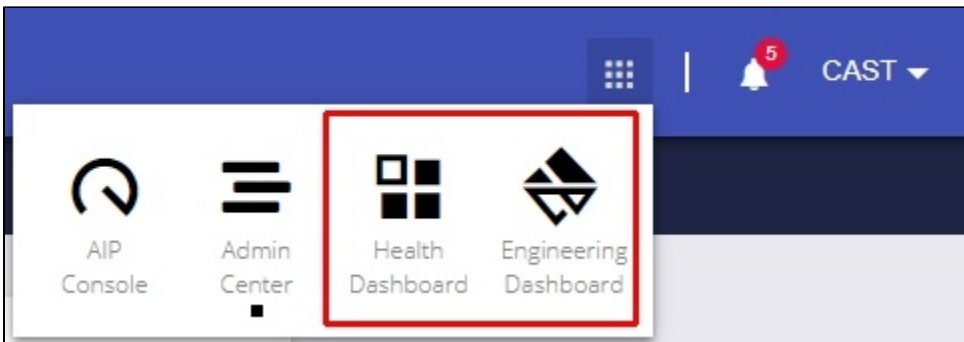 5
CAST
AIP Console
Admin Center
Health Dashboard
Engineering Dashboard